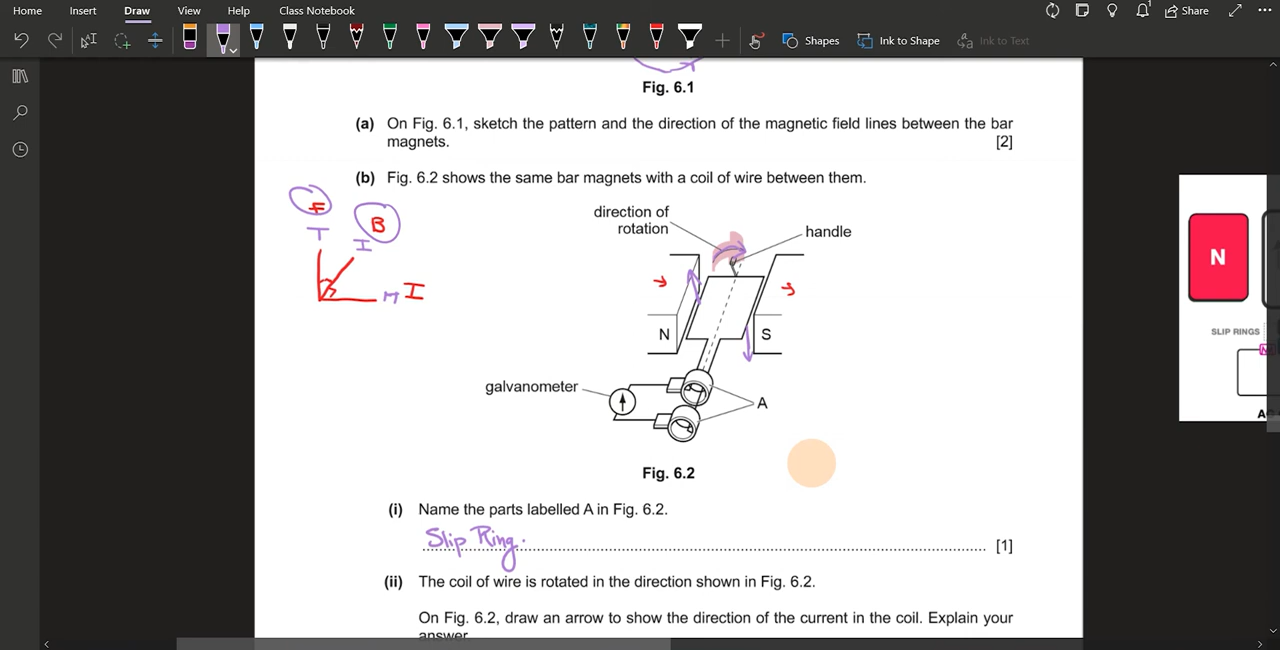 Home Insert Draw View Help Class Notebook
Share
Shapes Ink to Shape Ink to Text
Fig. 6.1
(a) On Fig. 6.1, sketch the pattern and the direction of the magnetic field lines between the bar
magnets. [2]
(b) Fig. 6.2 shows the same bar magnets with a coil of wire between them.
F
T
B
I
M I
direction of
rotation
handle
N S
galvanometer
A
Fig. 6.2
(i) Name the parts labelled A in Fig. 6.2.
Slip Ring. [1]
(ii) The coil of wire is rotated in the direction shown in Fig. 6.2.
On Fig. 6.2, draw an arrow to show the direction of the current in the coil. Explain your
answer
N
SLIP RINGS
N